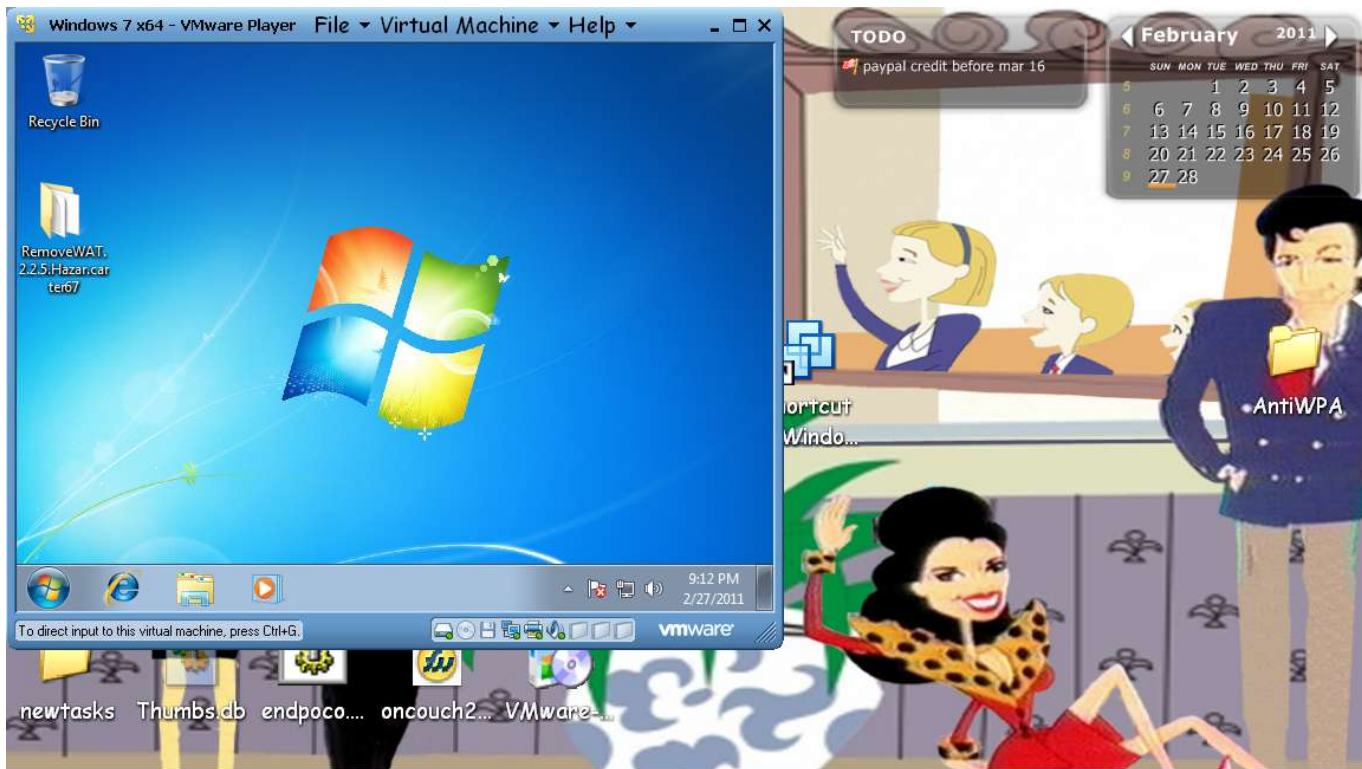 Windows 7 x64 - VMware Player File Virtual Machine Help
Recycle Bin
RemoveWAT.
2.2.5.Hazar.car
ter67
9:12 PM
2/27/2011
To direct input to this virtual machine, press Ctrl+G.
vmware
TODO
paypal credit before mar 16
February 2011
SUN MON TUE WED THU FRI SAT
5 1 2 3 4 5
6 6 7 8 9 10 11 12
7 13 14 15 16 17 18 19
8 20 21 22 23 24 25 26
9 27 28
ortcut
Windo...
AntiWPA
newtasks Thumbs.db endpoco.... oncouch2... VMware-...